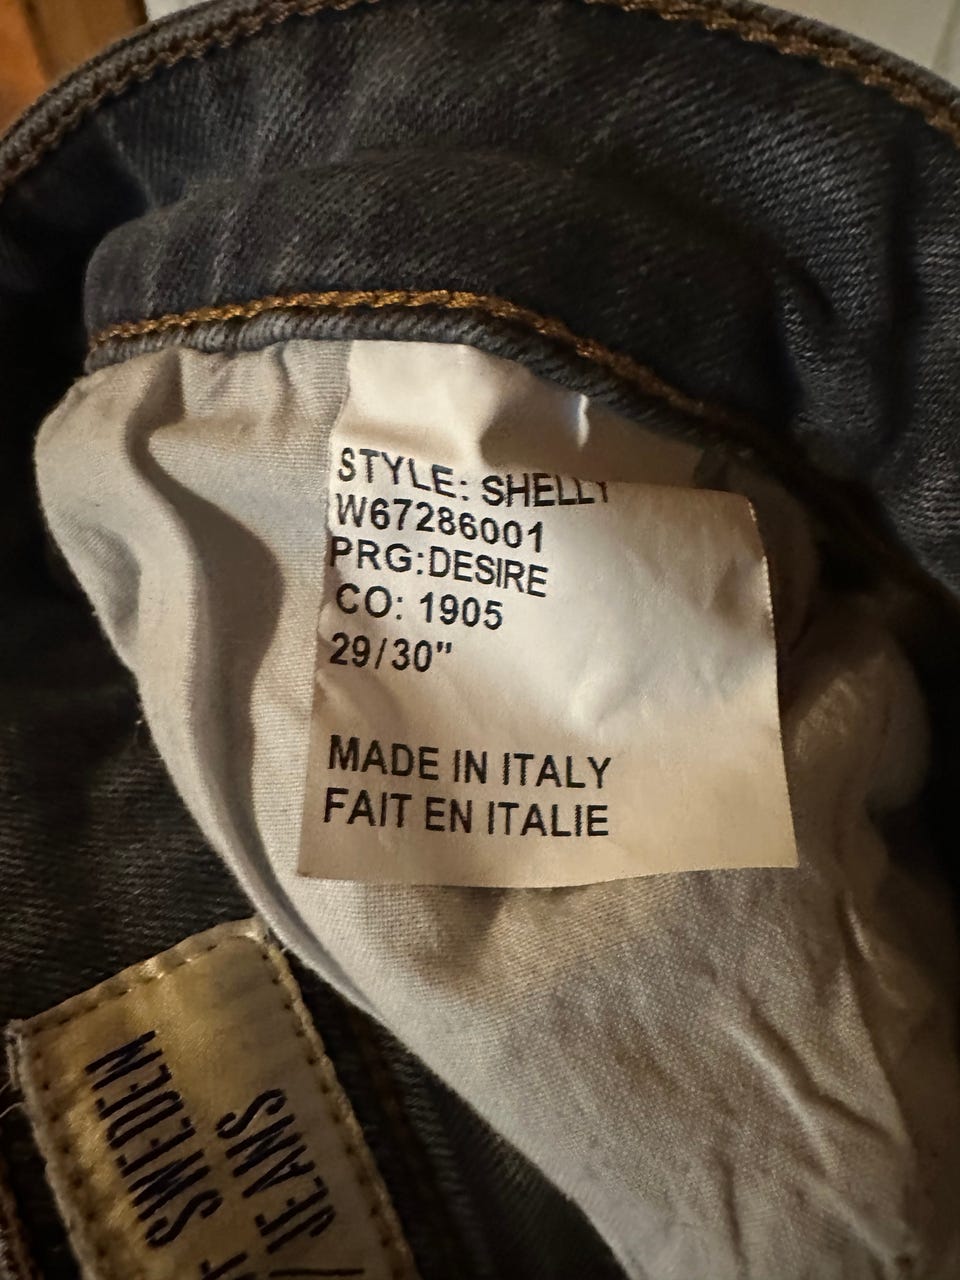 STYLE: SHELLY
W67286001
PRG:DESIRE
CO: 1905
29/30"
MADE IN ITALY
FAIT EN ITALIE
SWEDEN
JEANS